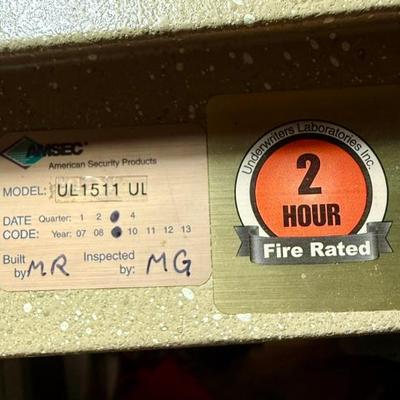 AMSEC
American Security Products
MODEL: UL1511 UL
DATE Quarter: 1 2 4
CODE: Year: 07 08 10 11 12 13
Built by: MR Inspected by: MG
Underwriters Laboratories Inc.
2
HOUR
Fire Rated